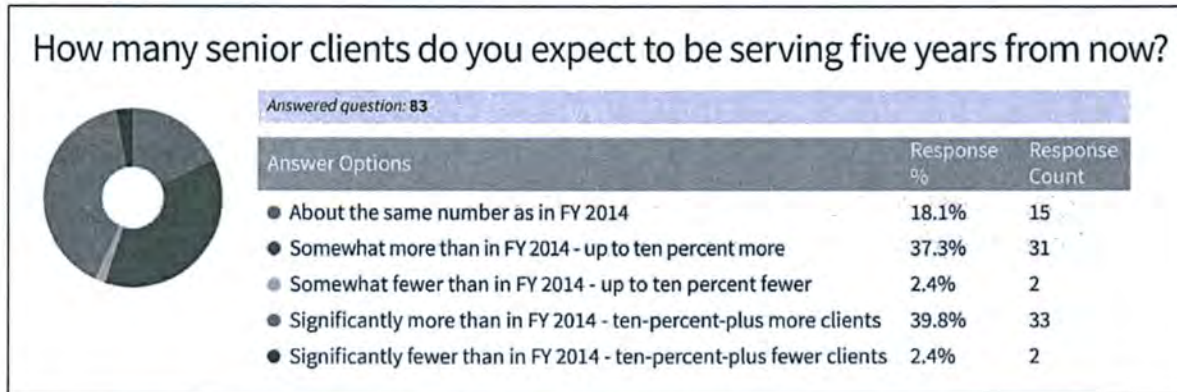 How many senior clients do you expect to be serving five years from now?
Answered question: 83
Answer Options Response % Response Count
About the same number as in FY 2014 18.1% 15
Somewhat more than in FY 2014 - up to ten percent more 37.3% 31
Somewhat fewer than in FY 2014 - up to ten percent fewer 2.4% 2
Significantly more than in FY 2014 - ten-percent-plus more clients 39.8% 33
Significantly fewer than in FY 2014 - ten-percent-plus fewer clients 2.4% 2